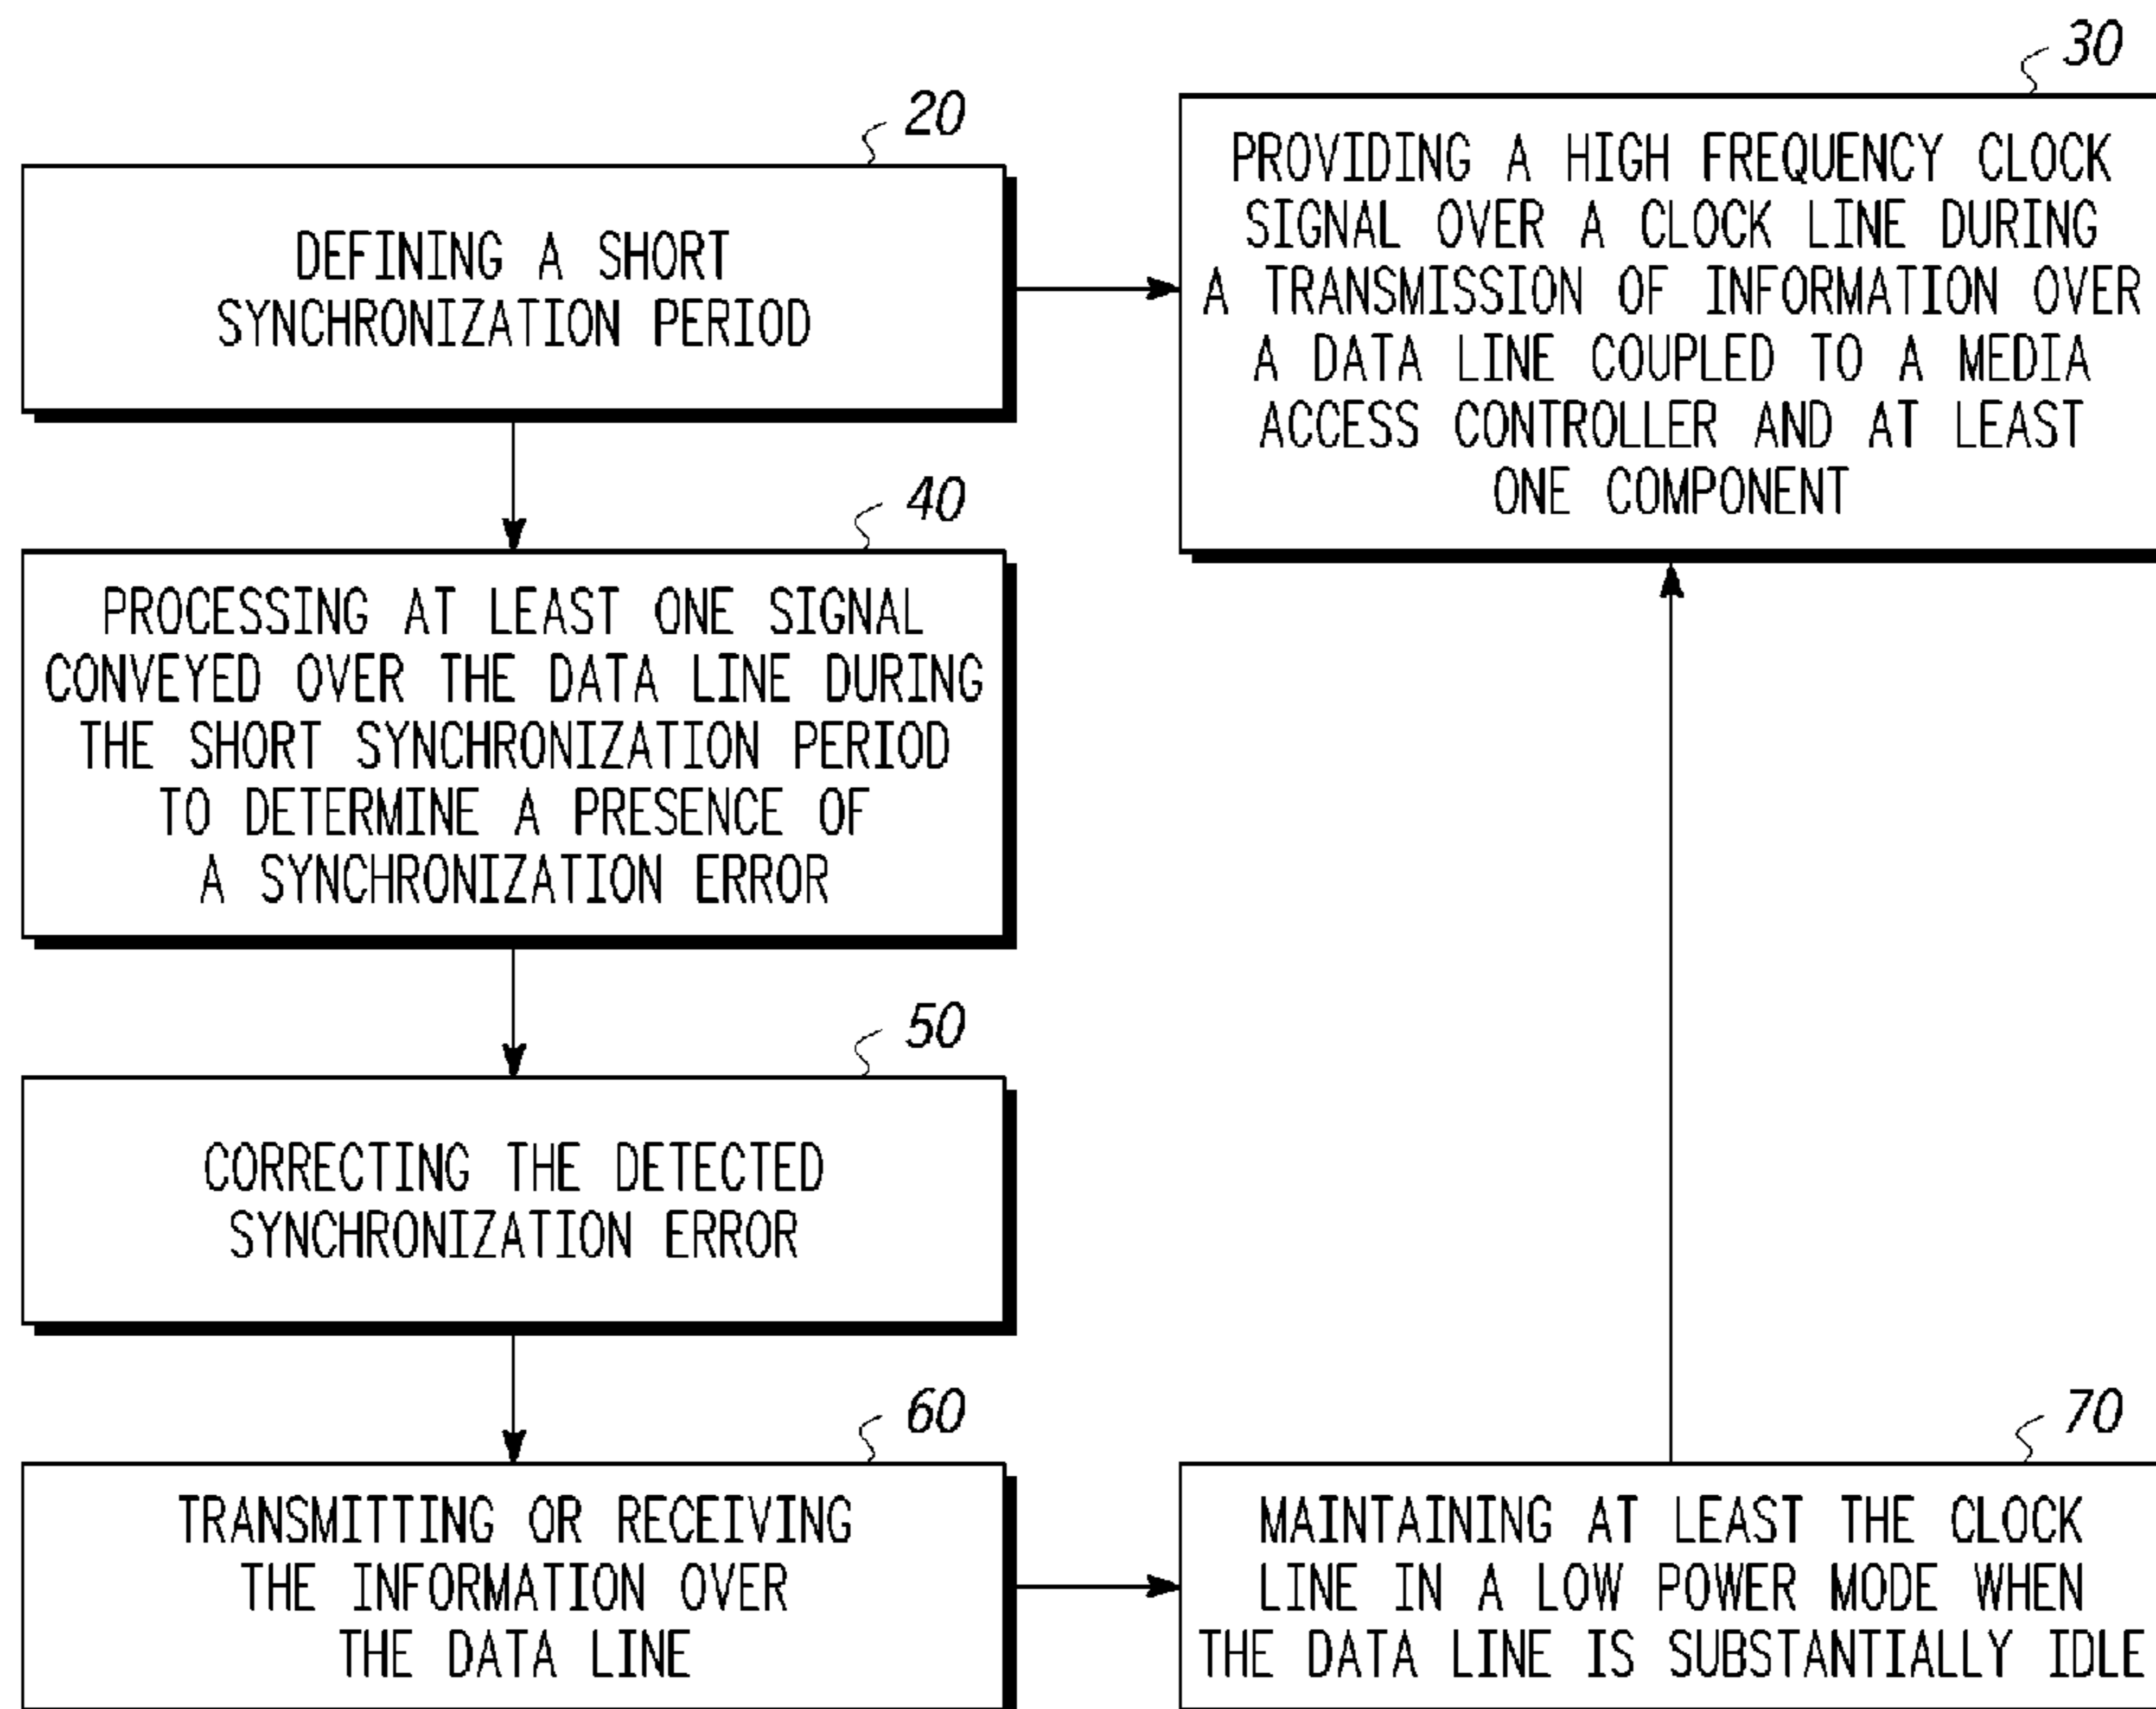 20
DEFINING A SHORT
SYNCHRONIZATION PERIOD
30
PROVIDING A HIGH FREQUENCY CLOCK
SIGNAL OVER A CLOCK LINE DURING
A TRANSMISSION OF INFORMATION OVER
A DATA LINE COUPLED TO A MEDIA
ACCESS CONTROLLER AND AT LEAST
ONE COMPONENT
40
PROCESSING AT LEAST ONE SIGNAL
CONVEYED OVER THE DATA LINE DURING
THE SHORT SYNCHRONIZATION PERIOD
TO DETERMINE A PRESENCE OF
A SYNCHRONIZATION ERROR
50
CORRECTING THE DETECTED
SYNCHRONIZATION ERROR
60
TRANSMITTING OR RECEIVING
THE INFORMATION OVER
THE DATA LINE
70
MAINTAINING AT LEAST THE CLOCK
LINE IN A LOW POWER MODE WHEN
THE DATA LINE IS SUBSTANTIALLY IDLE